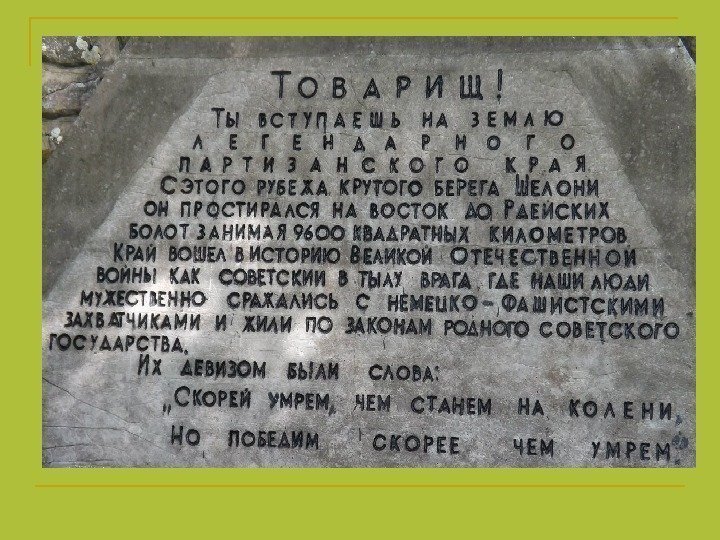 Товарищ!
Ты вступаешь на землю
легендарного
партизанского края
С этого рубежа крутого берега Шелони
он простирался на восток до Рдейских
болот занимая 9600 квадратных километров
Край вошел в историю Великой Отечественной
войны как советский в тылу врага, где наши люди
мужественно сражались с немецко-фашистскими
захватчиками и жили по законам родного советского
государства.
Их девизом были слова:
„Скорей умрем, чем станем на колени,
Но победим скорее чем умрем."